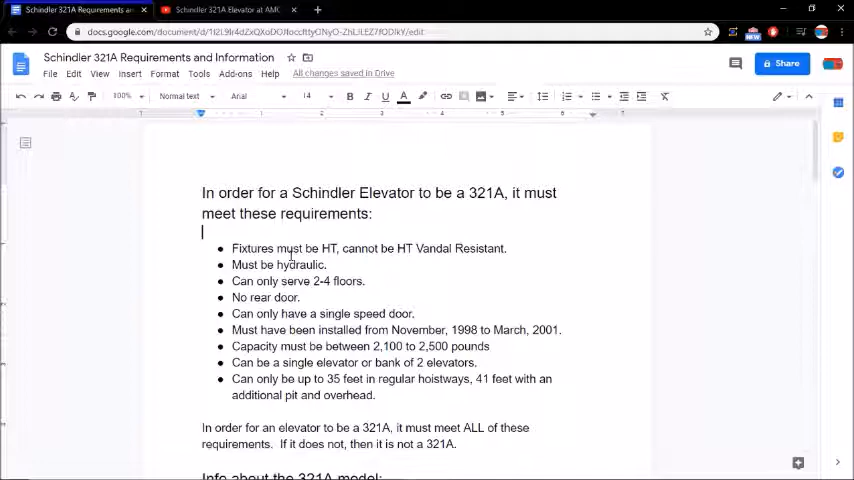 Schindler 321A Requirements an
Schindler 321A Elevator at AMC
Schindler 321A Requirements and Information
File Edit View Insert Format Tools Add-ons Help All changes saved in Drive
Share
100% Normal text Arial 14 B I U A
In order for a Schindler Elevator to be a 321A, it must
meet these requirements:
● Fixtures must be HT, cannot be HT Vandal Resistant.
● Must be hydraulic.
● Can only serve 2-4 floors.
● No rear door.
● Can only have a single speed door.
● Must have been installed from November, 1998 to March, 2001.
● Capacity must be between 2,100 to 2,500 pounds
● Can be a single elevator or bank of 2 elevators.
● Can only be up to 35 feet in regular hoistways, 41 feet with an
additional pit and overhead.
In order for an elevator to be a 321A, it must meet ALL of these
requirements. If it does not, then it is not a 321A.
Info about the 321A model: